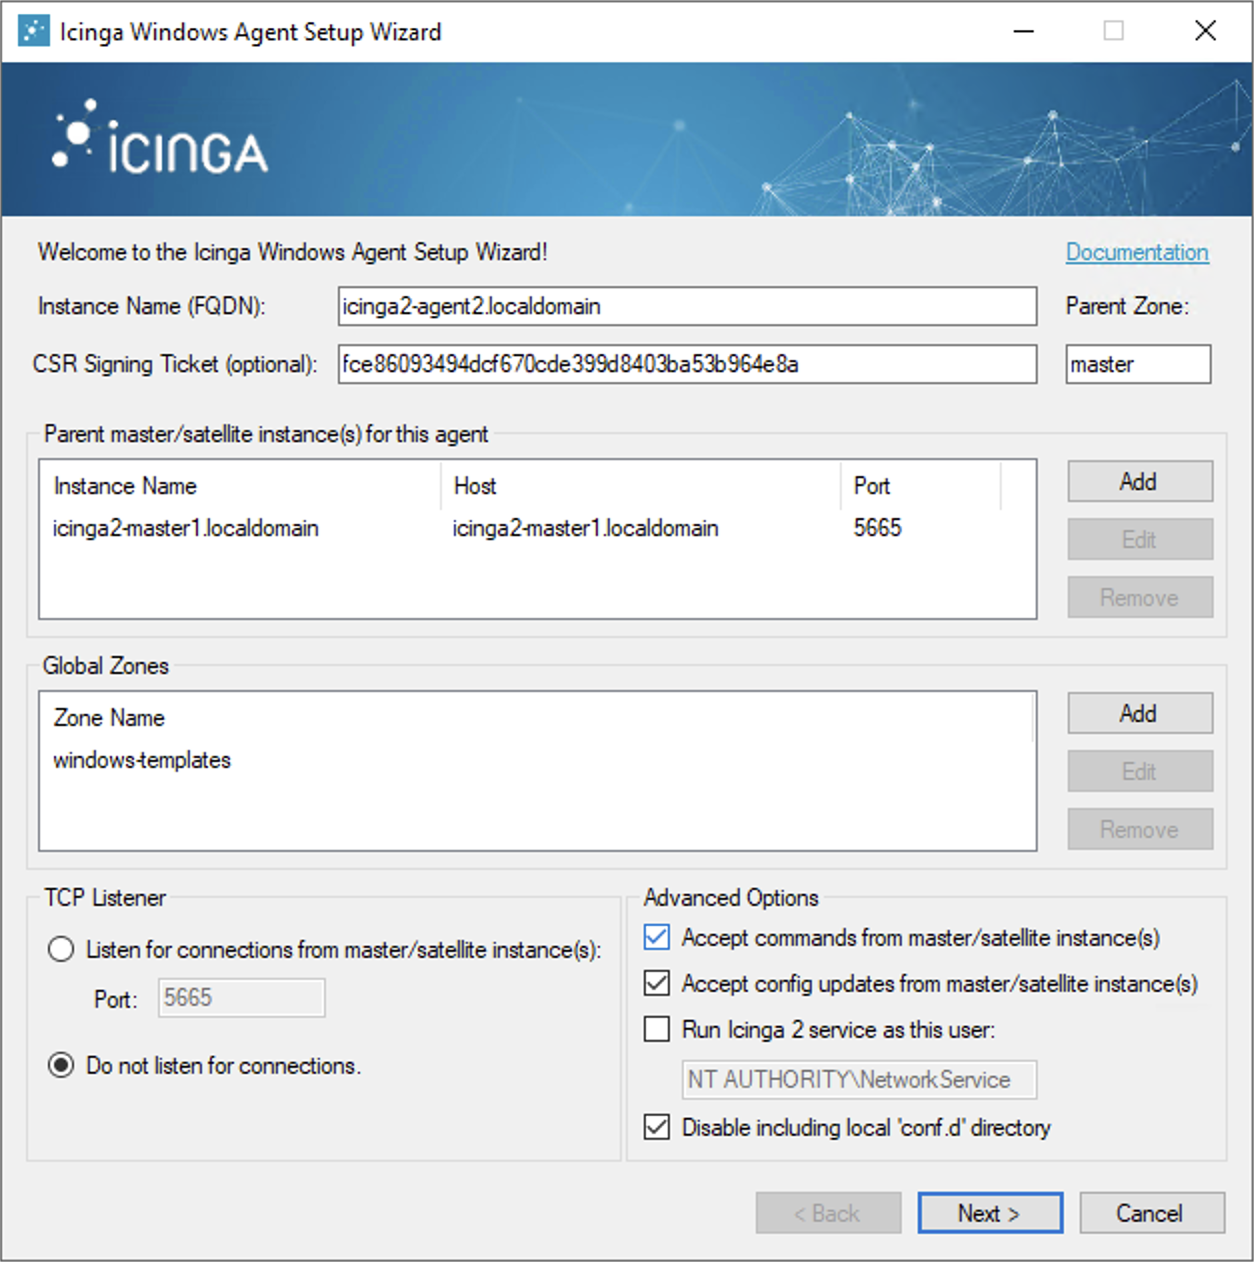 Icinga Windows Agent Setup Wizard
ICINGA
Welcome to the Icinga Windows Agent Setup Wizard!
Documentation
Instance Name (FQDN):
icinga2-agent2.localdomain
Parent Zone:
CSR Signing Ticket (optional):
fce86093494dcf670cde399d8403ba53b964e8a
master
Parent master/satellite instance(s) for this agent
Instance Name Host Port
icinga2-master1.localdomain icinga2-master1.localdomain 5665
Add
Edit
Remove
Global Zones
Zone Name
windows-templates
Add
Edit
Remove
TCP Listener
Listen for connections from master/satellite instance(s):
Port: 5665
Do not listen for connections.
Advanced Options
Accept commands from master/satellite instance(s)
Accept config updates from master/satellite instance(s)
Run Icinga 2 service as this user:
NT AUTHORITY\NetworkService
Disable including local 'conf.d' directory
< Back
Next >
Cancel